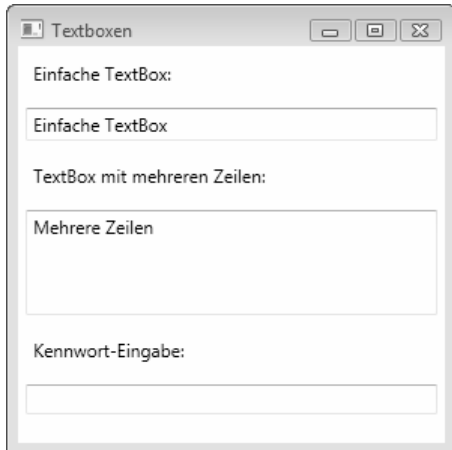 Textboxen
Einfache TextBox:
Einfache TextBox
TextBox mit mehreren Zeilen:
Mehrere Zeilen
Kennwort-Eingabe: